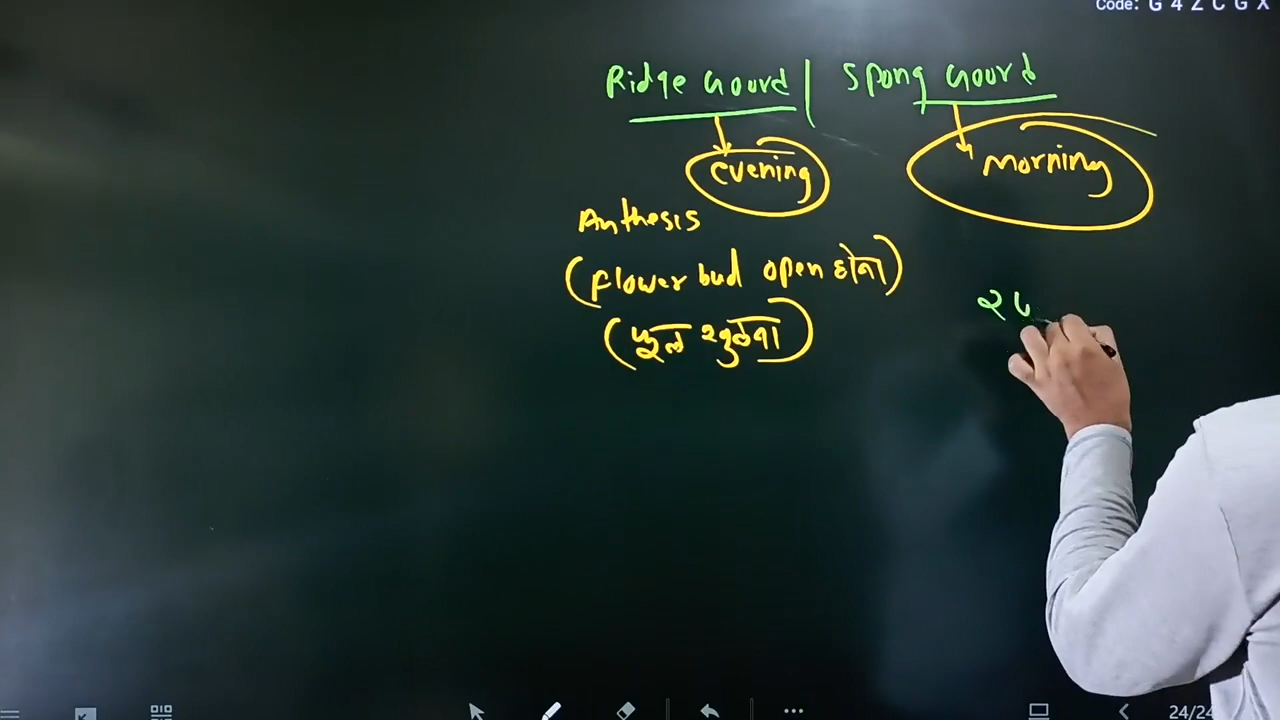 Code: G 4 Z C G X
Ridge Gourd | Spong Gourd
evening
morning
Anthesis
(flower bud open होना)
(फूल खुलना)
24/24